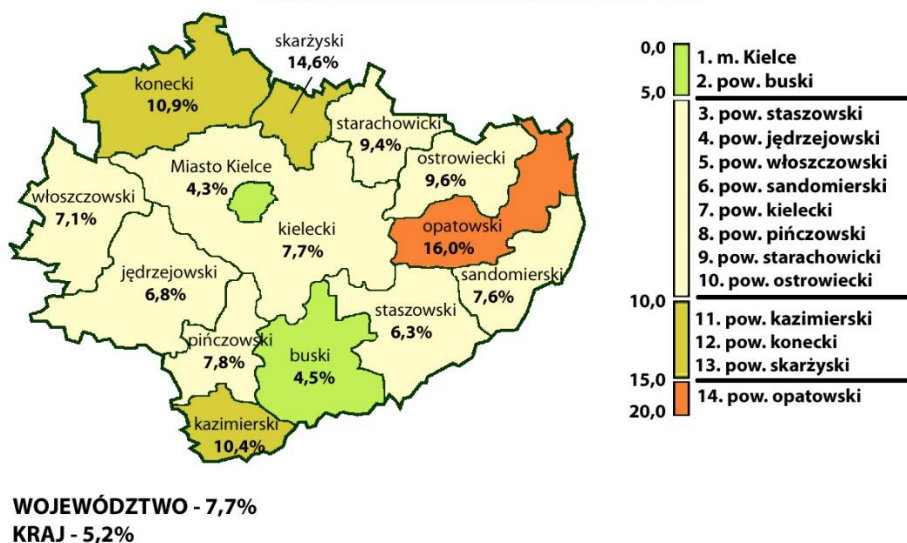 skarżyski
14,6%
konecki
10,9%
starachowicki
9,4%
ostrowiecki
9,6%
Miasto Kielce
4,3%
włoszczowski
7,1%
kielecki
7,7%
opatowski
16,0%
jędrzejowski
6,8%
sandomierski
7,6%
staszowski
6,3%
pińczowski
7,8%
buski
4,5%
kazimierski
10,4%
0,0
5,0
10,0
15,0
20,0
1. m. Kielce
2. pow. buski
3. pow. staszowski
4. pow. jędrzejowski
5. pow. włoszczowski
6. pow. sandomierski
7. pow. kielecki
8. pow. pińczowski
9. pow. starachowicki
10. pow. ostrowiecki
11. pow. kazimierski
12. pow. konecki
13. pow. skarżyski
14. pow. opatowski
WOJEWÓDZTWO - 7,7%
KRAJ - 5,2%